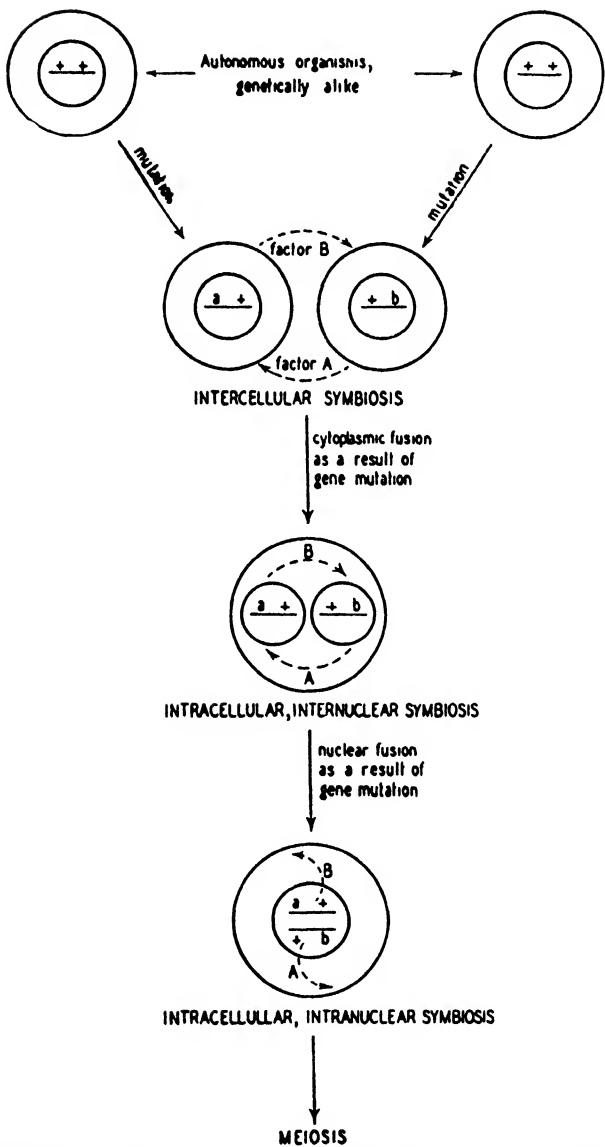 + +
+ +
Autonomous organisms,
genetically alike
mutation
mutation
factor B
a +
+ b
factor A
INTERCELLULAR SYMBIOSIS
cytoplasmic fusion
as a result of
gene mutation
B
a +
+ b
A
INTRACELLULAR, INTERNUCLEAR SYMBIOSIS
nuclear fusion
as a result of
gene mutation
B
a +
+ b
A
INTRACELLULLAR, INTRANUCLEAR SYMBIOSIS
MEIOSIS